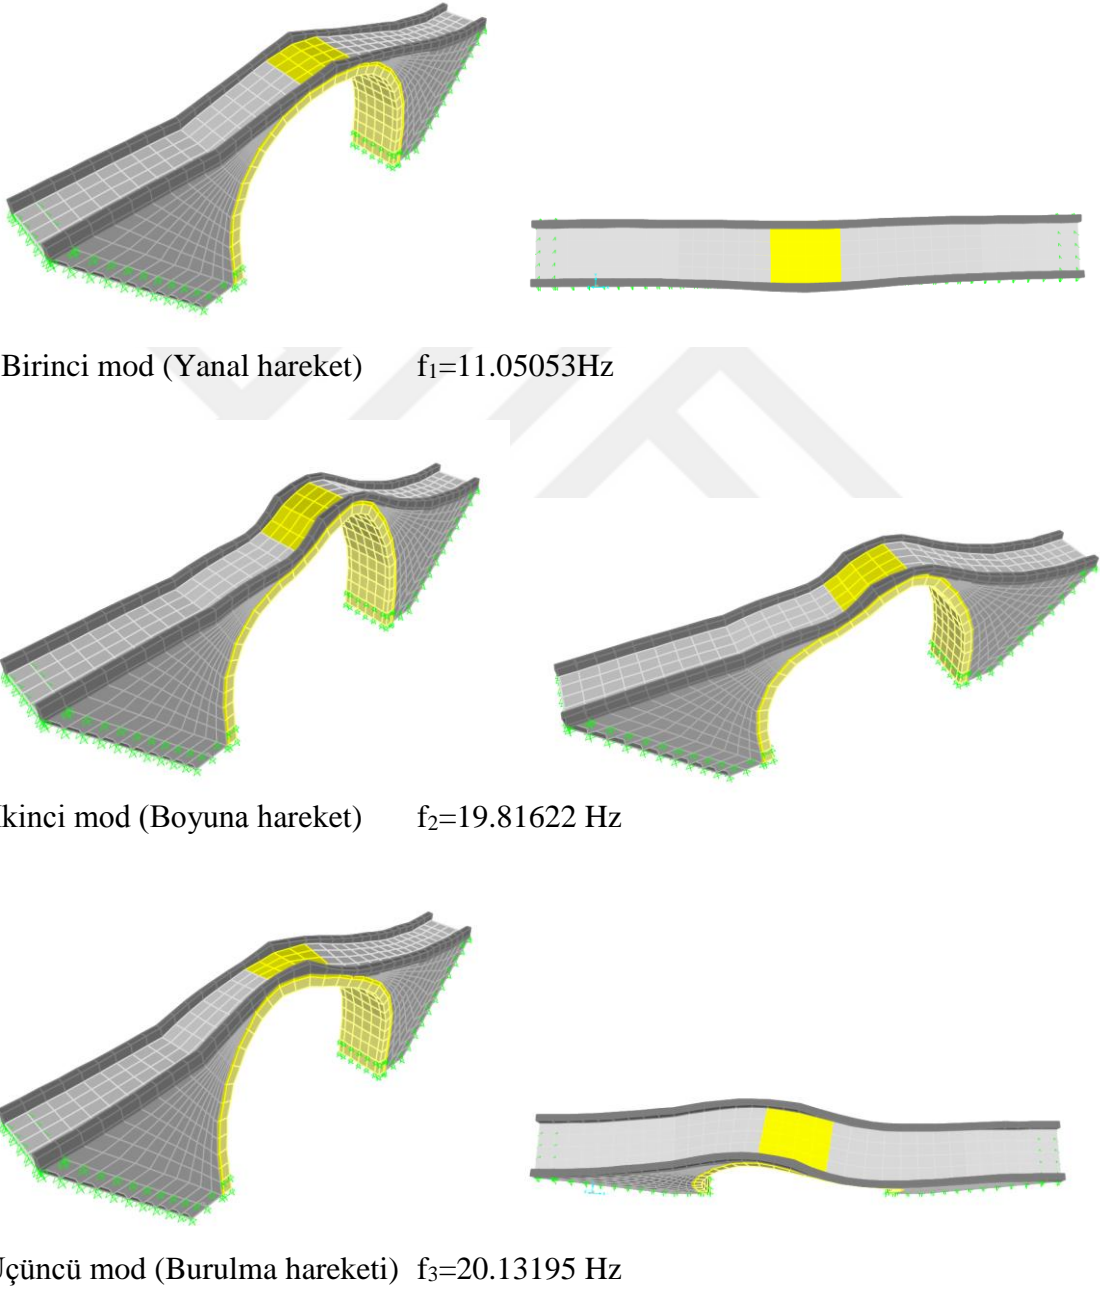 Birinci mod (Yanal hareket) f₁=11.05053Hz
kinci mod (Boyuna hareket) f₂=19.81622 Hz
Üçüncü mod (Burulma hareketi) f₃=20.13195 Hz